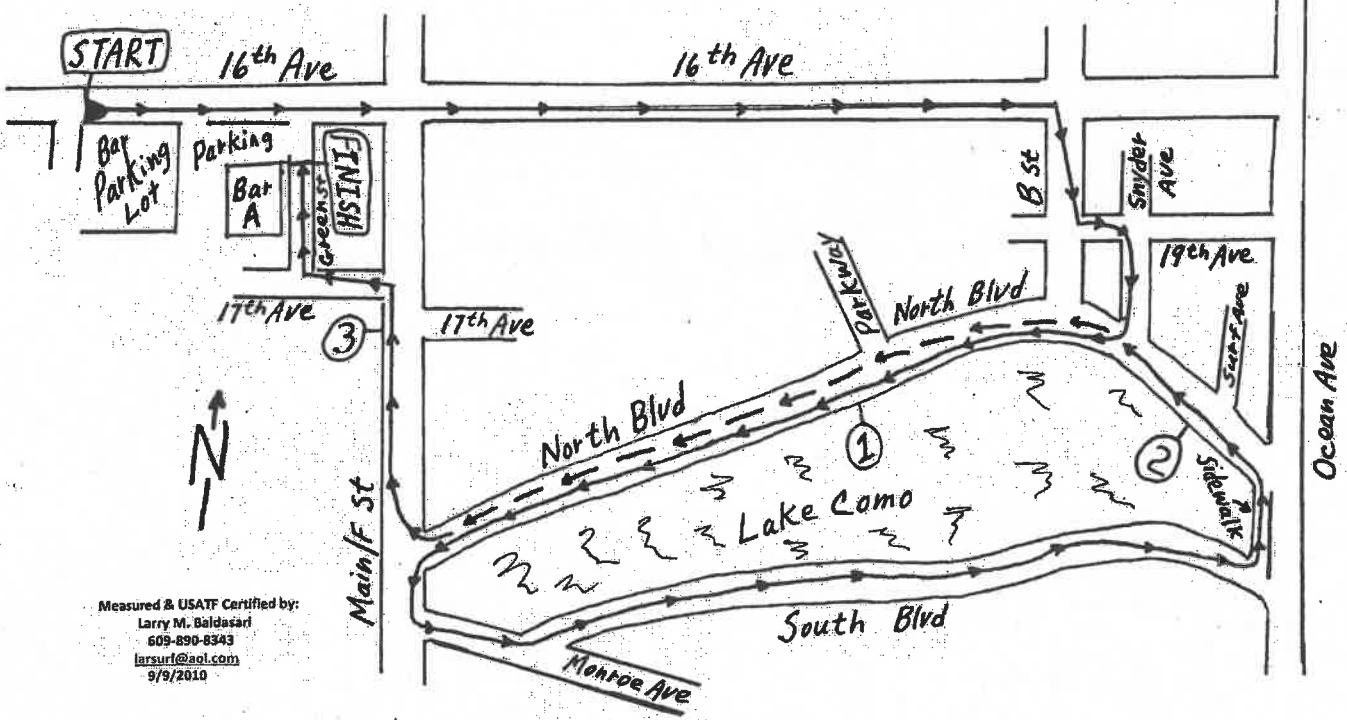 START
16th Ave
16th Ave
Bar
Parking
Lot
Parking
Bar
A
Green St
FINISH
B St
Snyder
Ave
19th Ave
Surf Ave
Ocean Ave
Parkway
North Blvd
17th Ave
17th Ave
3
N
North Blvd
1
2
Sidewalk
Lake Como
Main/F St
South Blvd
Monroe Ave
Measured & USATF Certified by:
Larry M. Baldasari
609-890-8343
larsurf@aol.com
9/9/2010